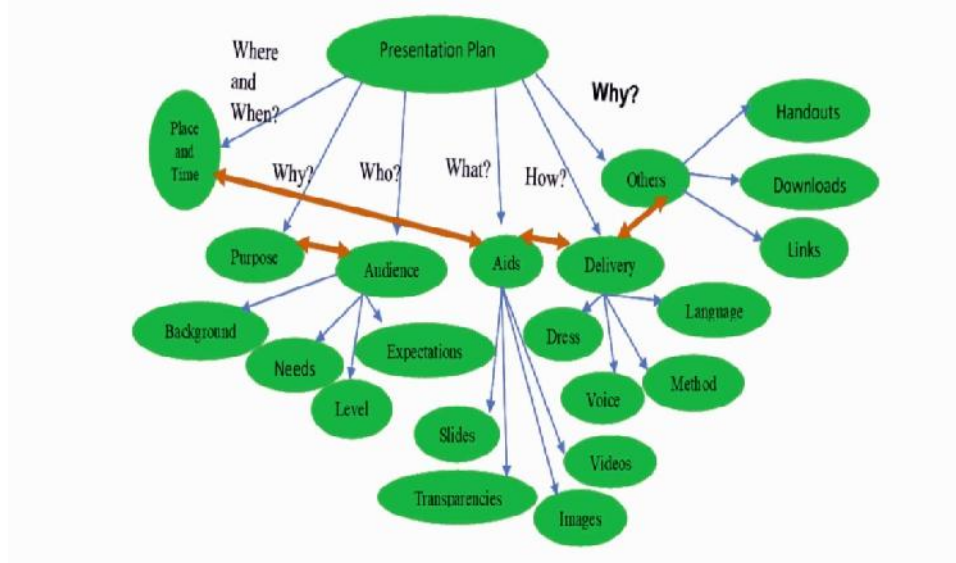 Presentation Plan
Where
and
When?
Why?
Handouts
Place
and
Time
Why?
Who?
What?
How?
Others
Downloads
Links
Purpose
Audience
Aids
Delivery
Background
Needs
Level
Expectations
Dress
Language
Voice
Method
Slides
Videos
Transparencies
Images